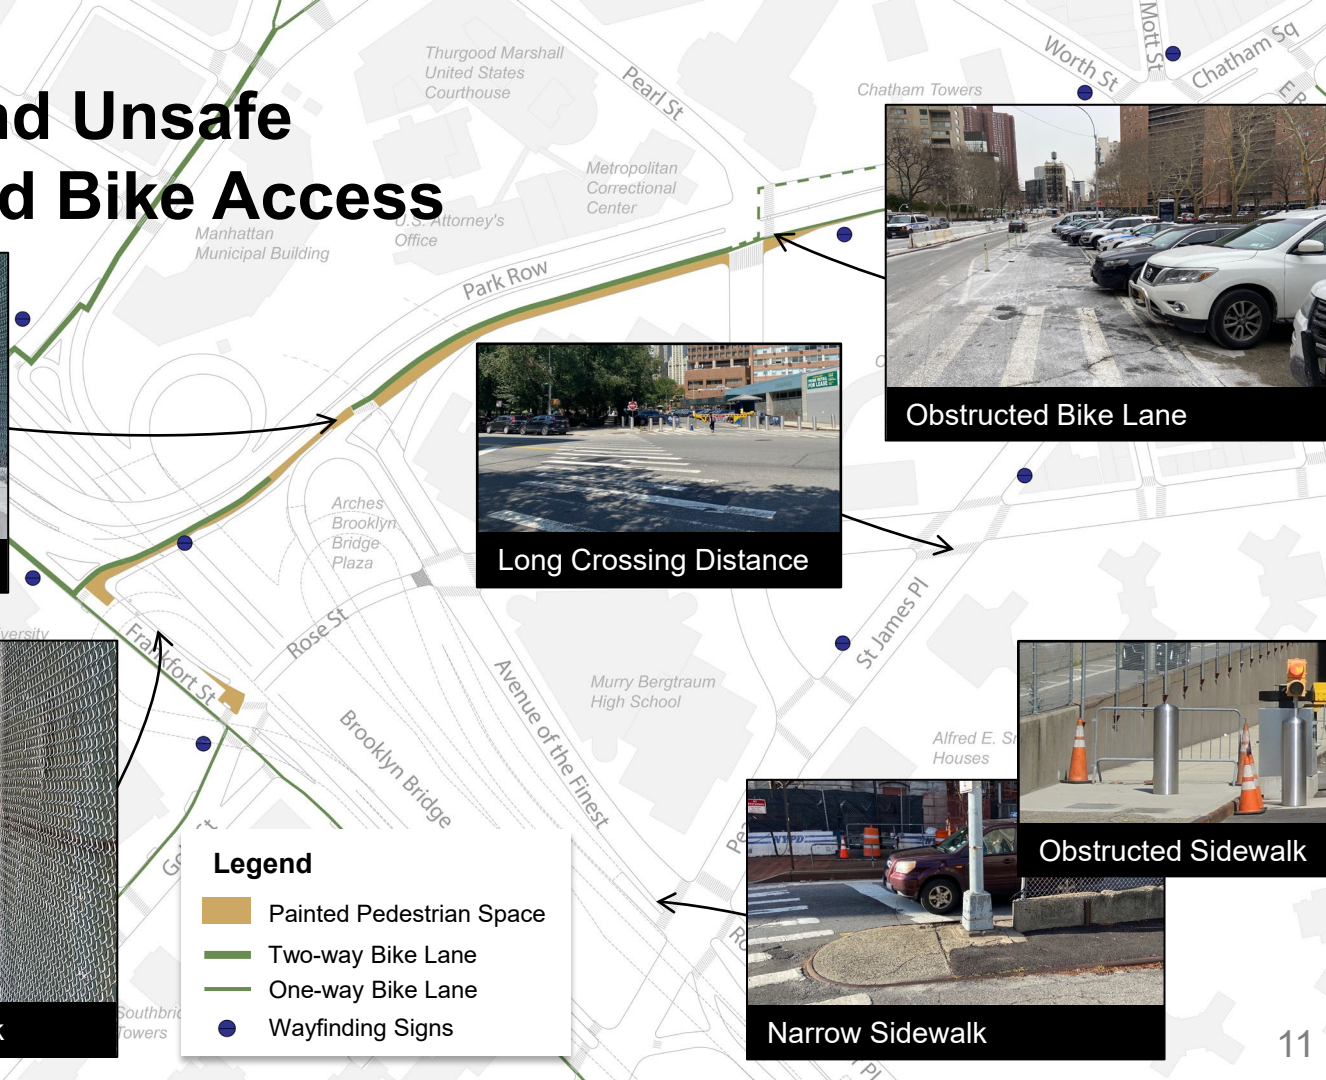 nd Unsafe
d Bike Access
Thurgood Marshall
United States
Courthouse
Pearl St
Worth St
Mott St
Chatham Sq
Chatham Towers
Metropolitan
Correctional
Center
U.S. Attorney's
Office
Manhattan
Municipal Building
Park Row
Obstructed Bike Lane
Long Crossing Distance
Arches
Brooklyn
Bridge
Plaza
Rose St
Frankfort St
versity
St James Pl
Avenue of the Finest
Murry Bergtraum
High School
Brooklyn Bridge
Alfred E. Sm
Houses
Obstructed Sidewalk
NYPD
Narrow Sidewalk
Legend
Painted Pedestrian Space
Two-way Bike Lane
One-way Bike Lane
Wayfinding Signs
Southbri
Towers
k
11